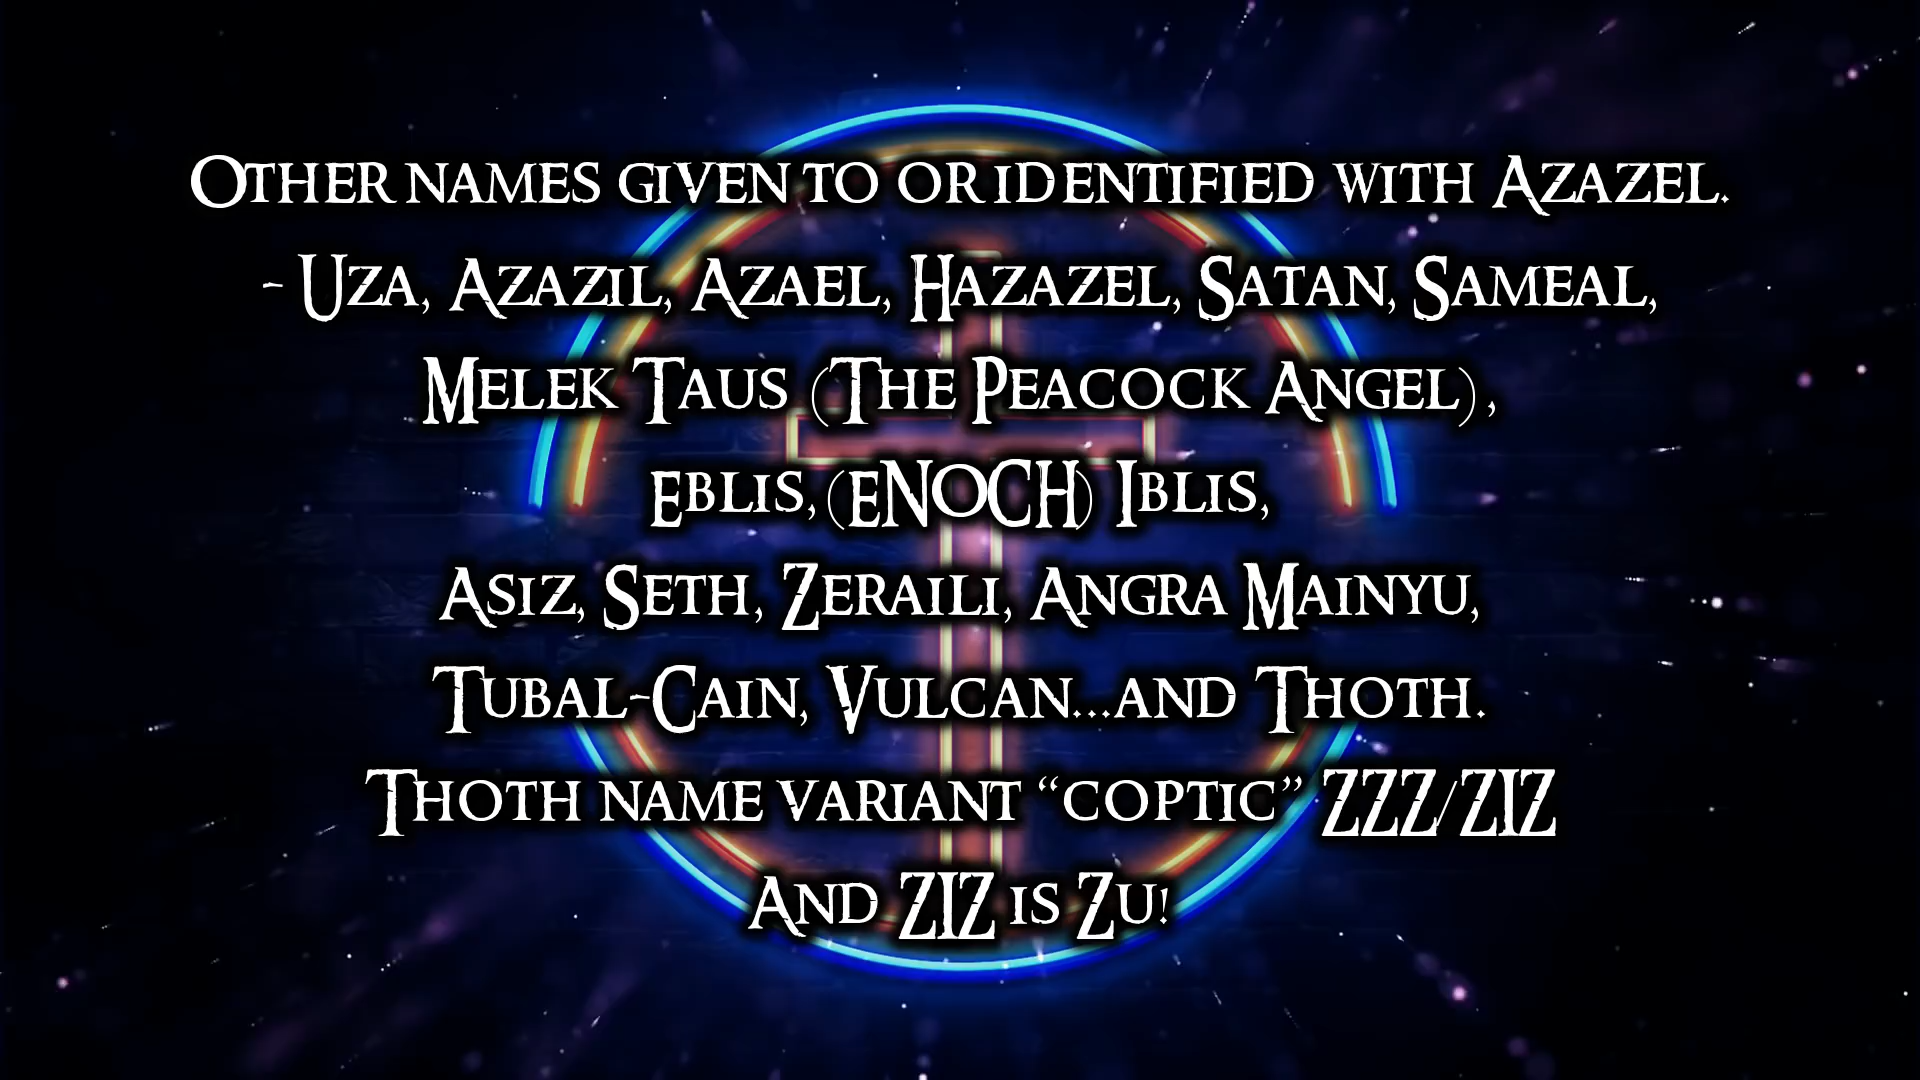 Other names given to or identified with Azazel.
- Uza, Azazil, Azael, Hazazel, Satan, Sameal,
Melek Taus (The Peacock Angel),
Eblis,(eNOCH) Iblis,
Asiz, Seth, Zeraili, Angra Mainyu,
Tubal-Cain, Vulcan...and Thoth.
Thoth name variant “coptic” ZZZ/ZIZ
And ZIZ is Zu!